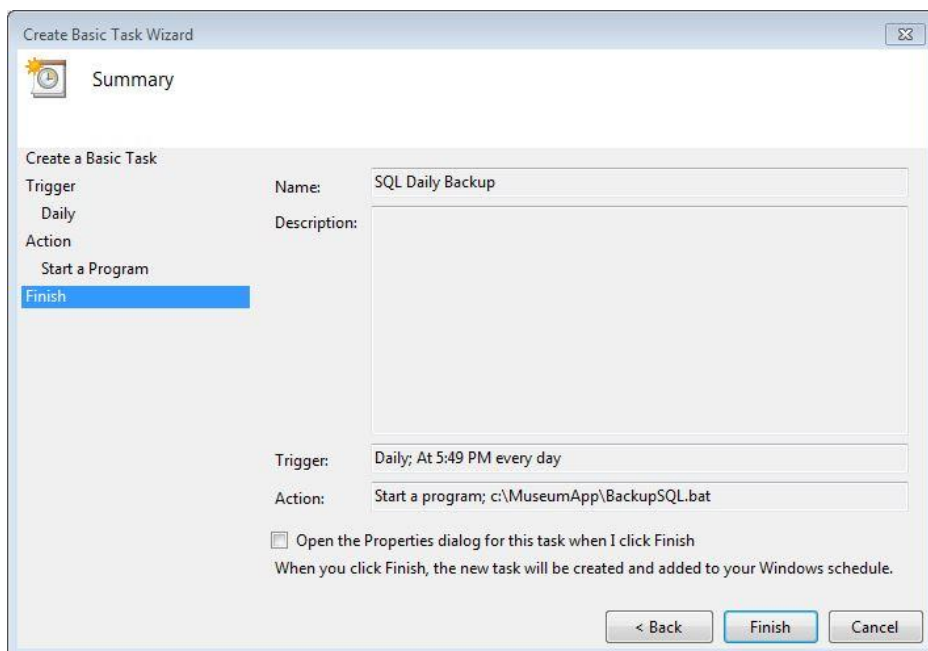 Create Basic Task Wizard
Summary
Create a Basic Task
Trigger
Daily
Action
Start a Program
Finish
Name: SQL Daily Backup
Description:
Trigger: Daily; At 5:49 PM every day
Action: Start a program; c:\MuseumApp\BackupSQL.bat
Open the Properties dialog for this task when I click Finish
When you click Finish, the new task will be created and added to your Windows schedule.
< Back Finish Cancel